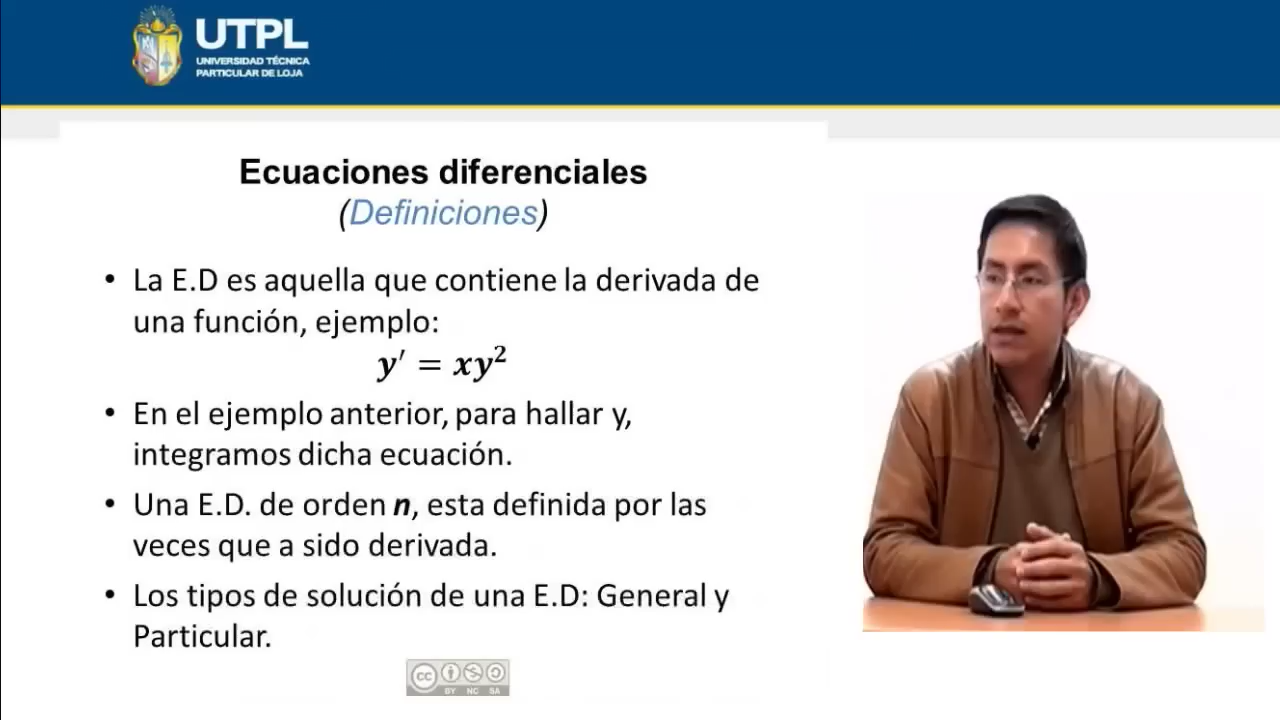 UTPL
UNIVERSIDAD TÉCNICA
PARTICULAR DE LOJA
Ecuaciones diferenciales
(Definiciones)
• La E.D es aquella que contiene la derivada de
una función, ejemplo:
y′ = xy²
• En el ejemplo anterior, para hallar y,
integramos dicha ecuación.
• Una E.D. de orden n, esta definida por las
veces que a sido derivada.
• Los tipos de solución de una E.D: General y
Particular.
cc
BY NC SA